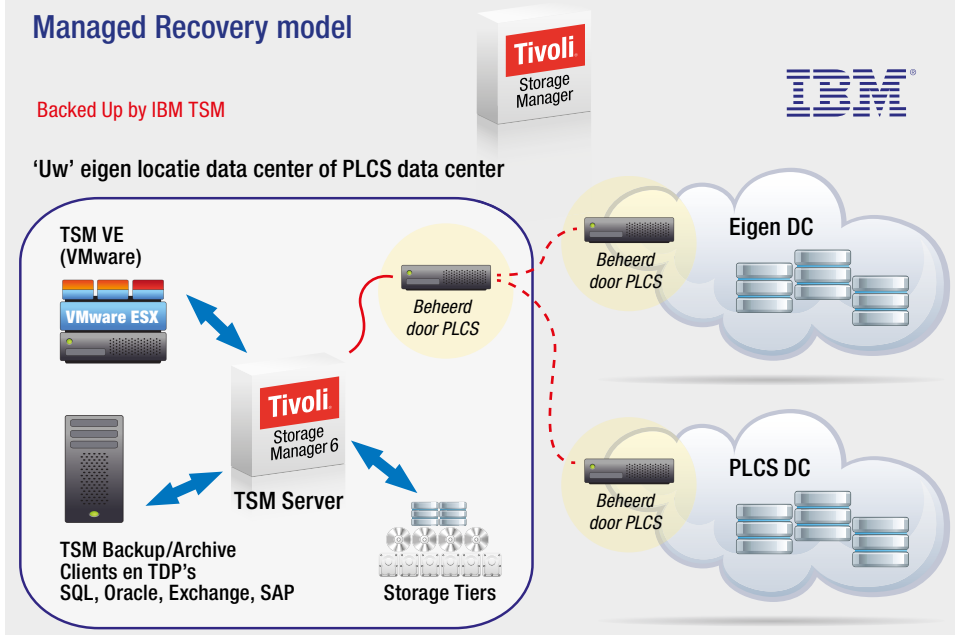 Managed Recovery model
Tivoli®
Storage
Manager
IBM®
Backed Up by IBM TSM
‘Uw’ eigen locatie data center of PLCS data center
TSM VE
(VMware)
VMware ESX
Beheerd
door PLCS
Beheerd
door PLCS
Eigen DC
Tivoli®
Storage
Manager 6
TSM Server
TSM Backup/Archive
Clients en TDP’s
SQL, Oracle, Exchange, SAP
Storage Tiers
Beheerd
door PLCS
PLCS DC